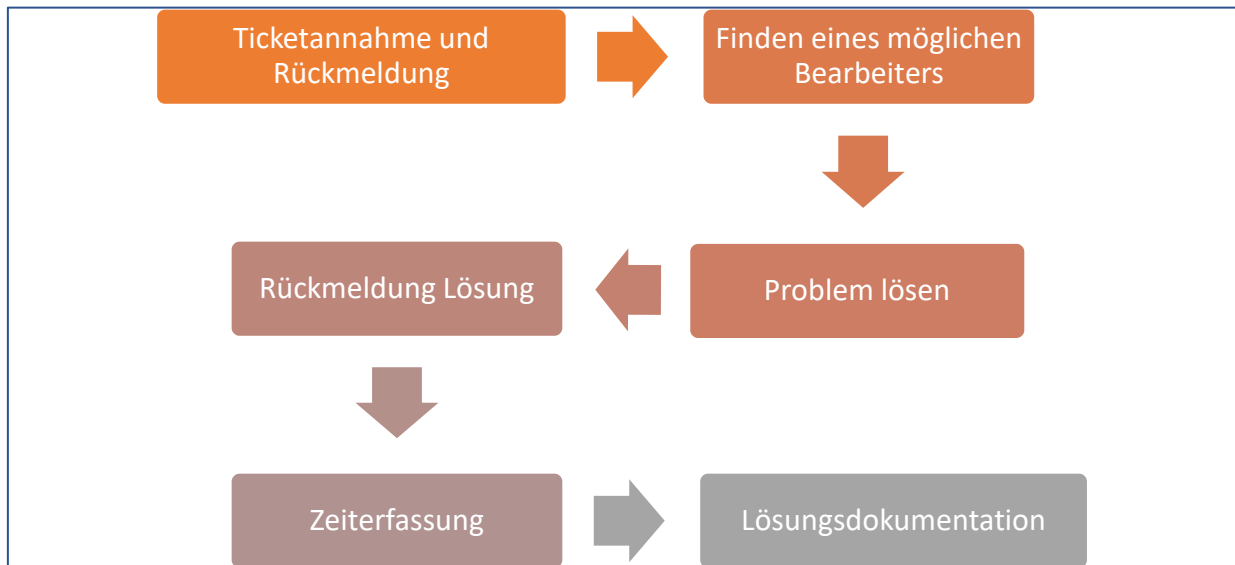 Ticketannahme und
Rückmeldung
Finden eines möglichen
Bearbeiters
Problem lösen
Rückmeldung Lösung
Zeiterfassung
Lösungsdokumentation